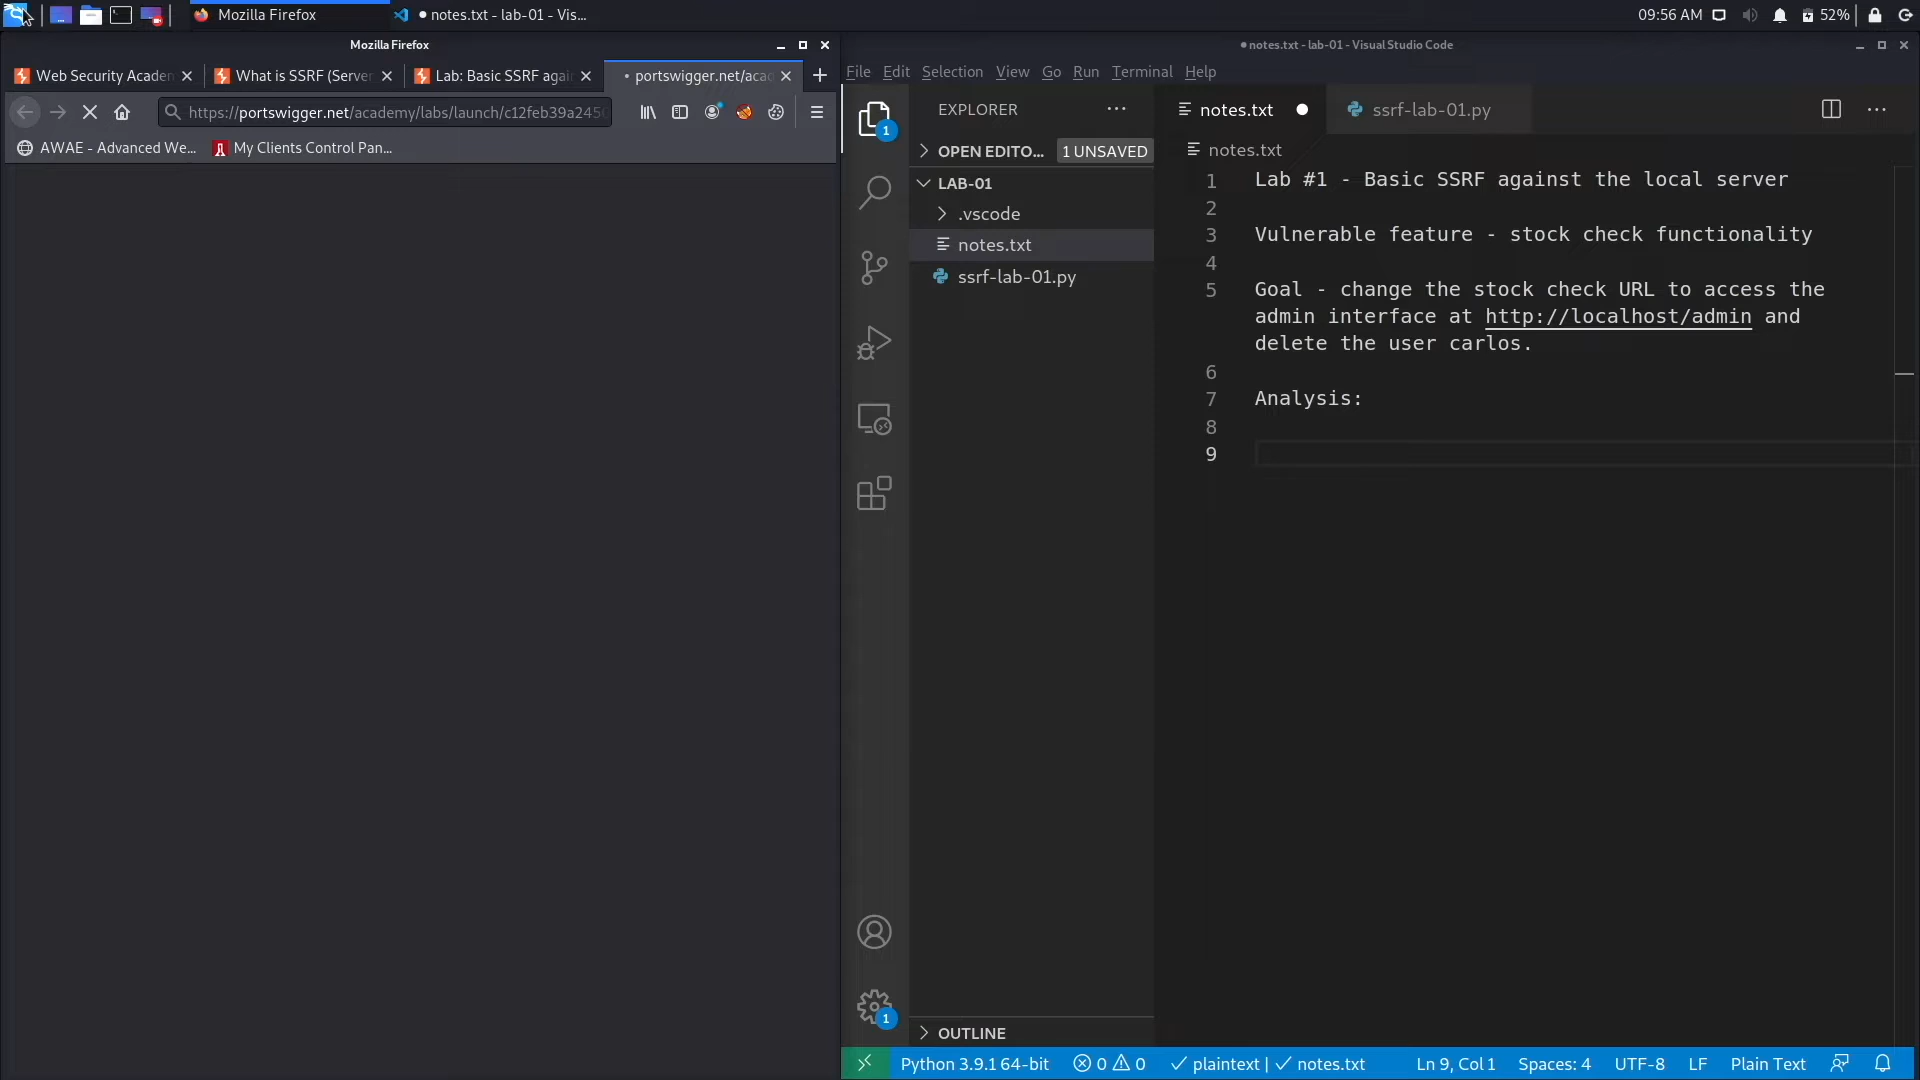 Mozilla Firefox
notes.txt - lab-01 - Vis...
09:56 AM
52%
Mozilla Firefox
notes.txt - lab-01 - Visual Studio Code
Web Security Academ
What is SSRF (Server
Lab: Basic SSRF agai
portswigger.net/acad
File Edit Selection View Go Run Terminal Help
https://portswigger.net/academy/labs/launch/c12feb39a2450
AWAE - Advanced We...
My Clients Control Pan...
EXPLORER
notes.txt
ssrf-lab-01.py
1
OPEN EDITO...
1 UNSAVED
notes.txt
LAB-01
.vscode
notes.txt
ssrf-lab-01.py
1 Lab #1 - Basic SSRF against the local server
2
3 Vulnerable feature - stock check functionality
4
5 Goal - change the stock check URL to access the
admin interface at http://localhost/admin and
delete the user carlos.
6
7 Analysis:
8
9
1
OUTLINE
Python 3.9.1 64-bit
0
0
plaintext |
notes.txt
Ln 9, Col 1
Spaces: 4
UTF-8
LF
Plain Text